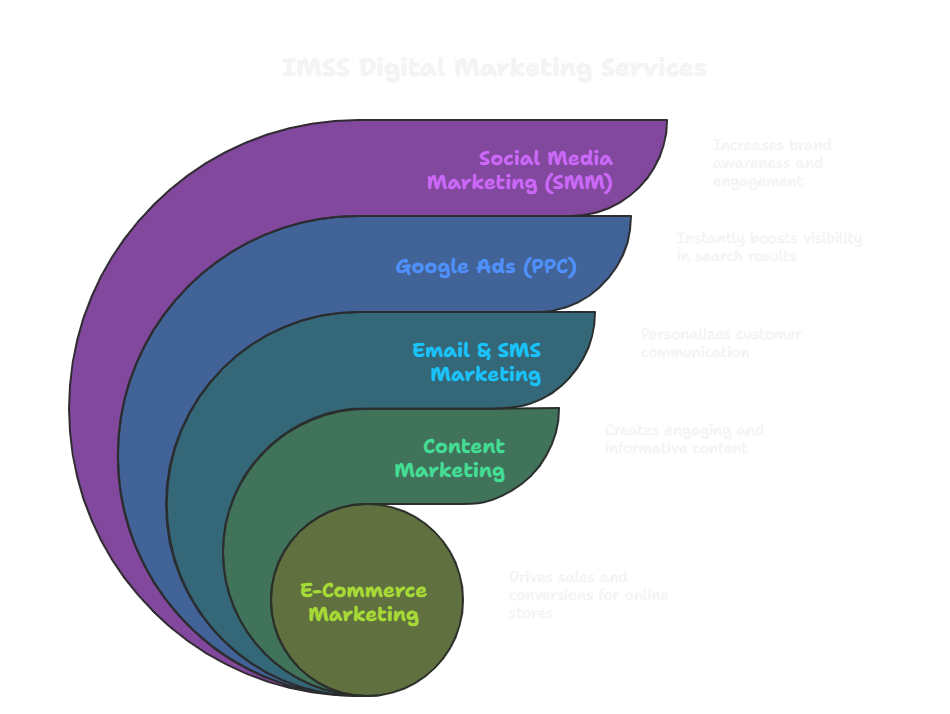 IMSS Digital Marketing Services
Social Media
Marketing (SMM)
Increases brand
awareness and
engagement
Google Ads (PPC)
Instantly boosts visibility
in search results
Email & SMS
Marketing
Personalizes customer
communication
Content
Marketing
Creates engaging and
informative content
E-Commerce
Marketing
Drives sales and
conversions for online
stores